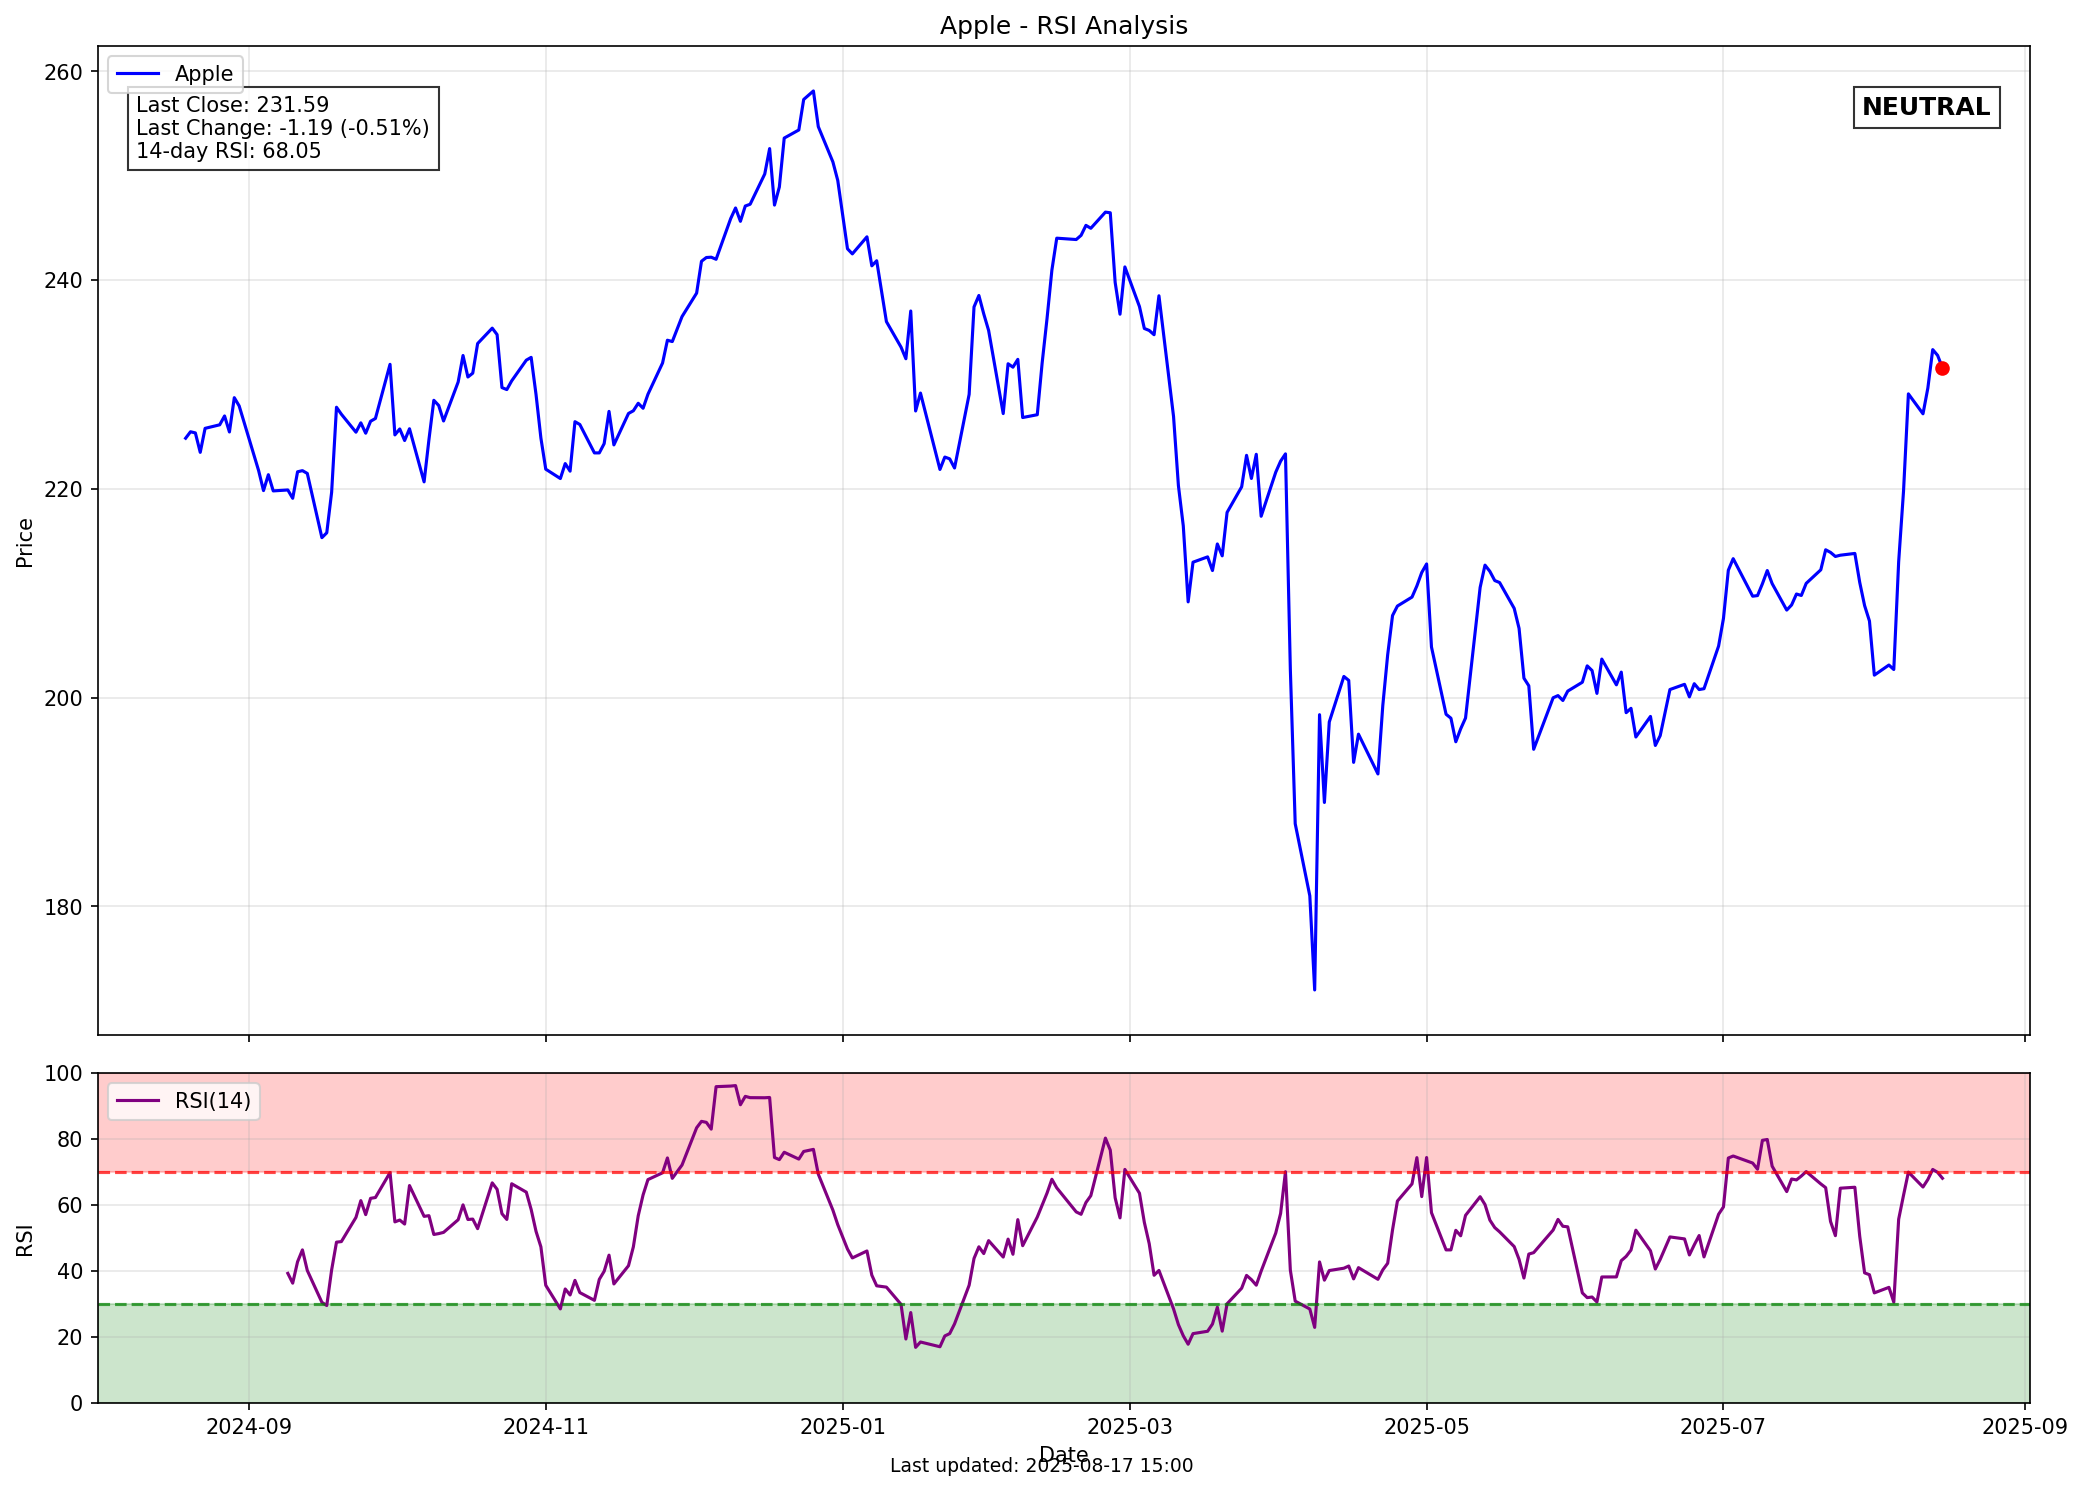 Apple - RSI Analysis
Apple
Last Close: 231.59
Last Change: -1.19 (-0.51%)
14-day RSI: 68.05
NEUTRAL
260
240
220
200
180
Price
RSI(14)
100
80
60
40
20
0
RSI
2024-09
2024-11
2025-01
2025-03
2025-05
2025-07
2025-09
Date
Last updated: 2025-08-17 15:00